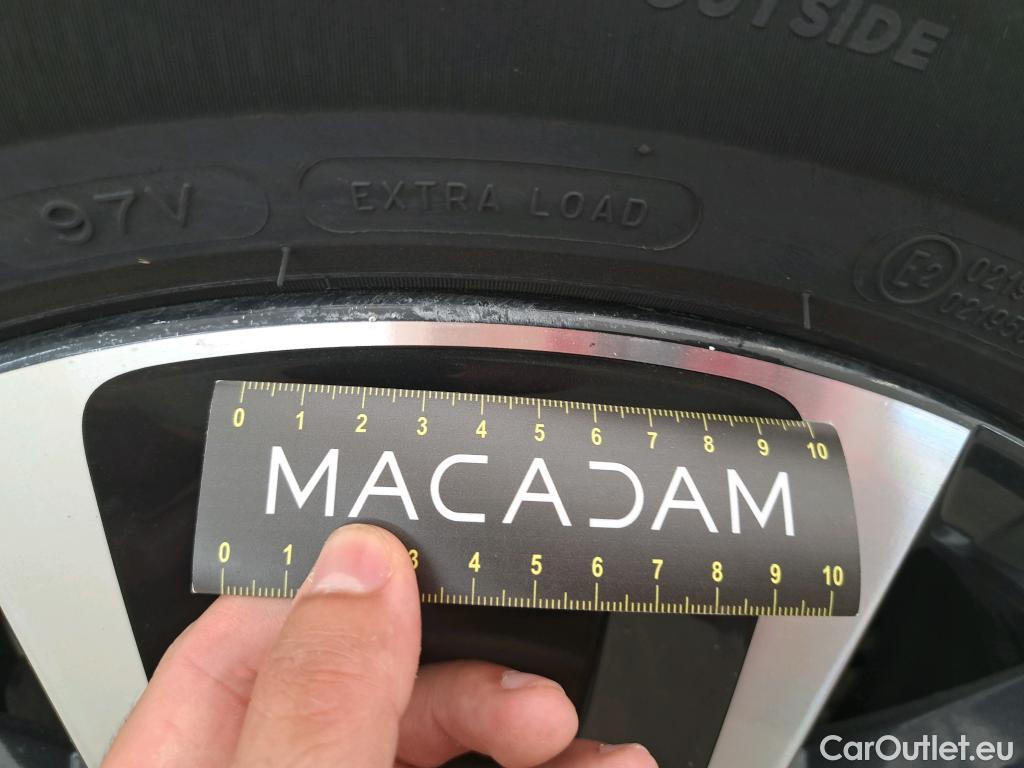 OUTSIDE
97V
EXTRA LOAD
E2
0 1 2 3 4 5 6 7 8 9 10
MACADAM
0 1 3 4 5 6 7 8 9 10
CarOutlet.eu